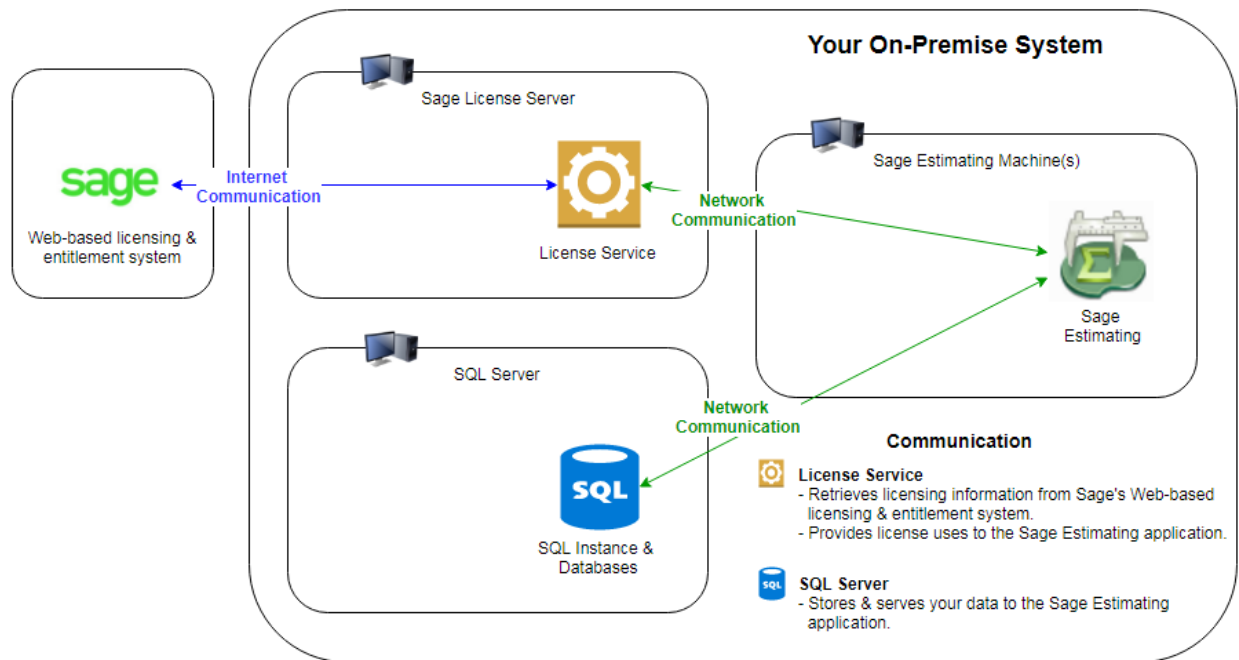 Your On-Premise System
Sage License Server
Sage Estimating Machine(s)
sage
Internet
Communication
Web-based licensing &
entitlement system
License Service
Network
Communication
Sage
Estimating
SQL Server
Network
Communication
SQL
SQL Instance &
Databases
Communication
License Service
- Retrieves licensing information from Sage's Web-based
licensing & entitlement system.
- Provides license uses to the Sage Estimating application.
SQL
SQL Server
- Stores & serves your data to the Sage Estimating
application.